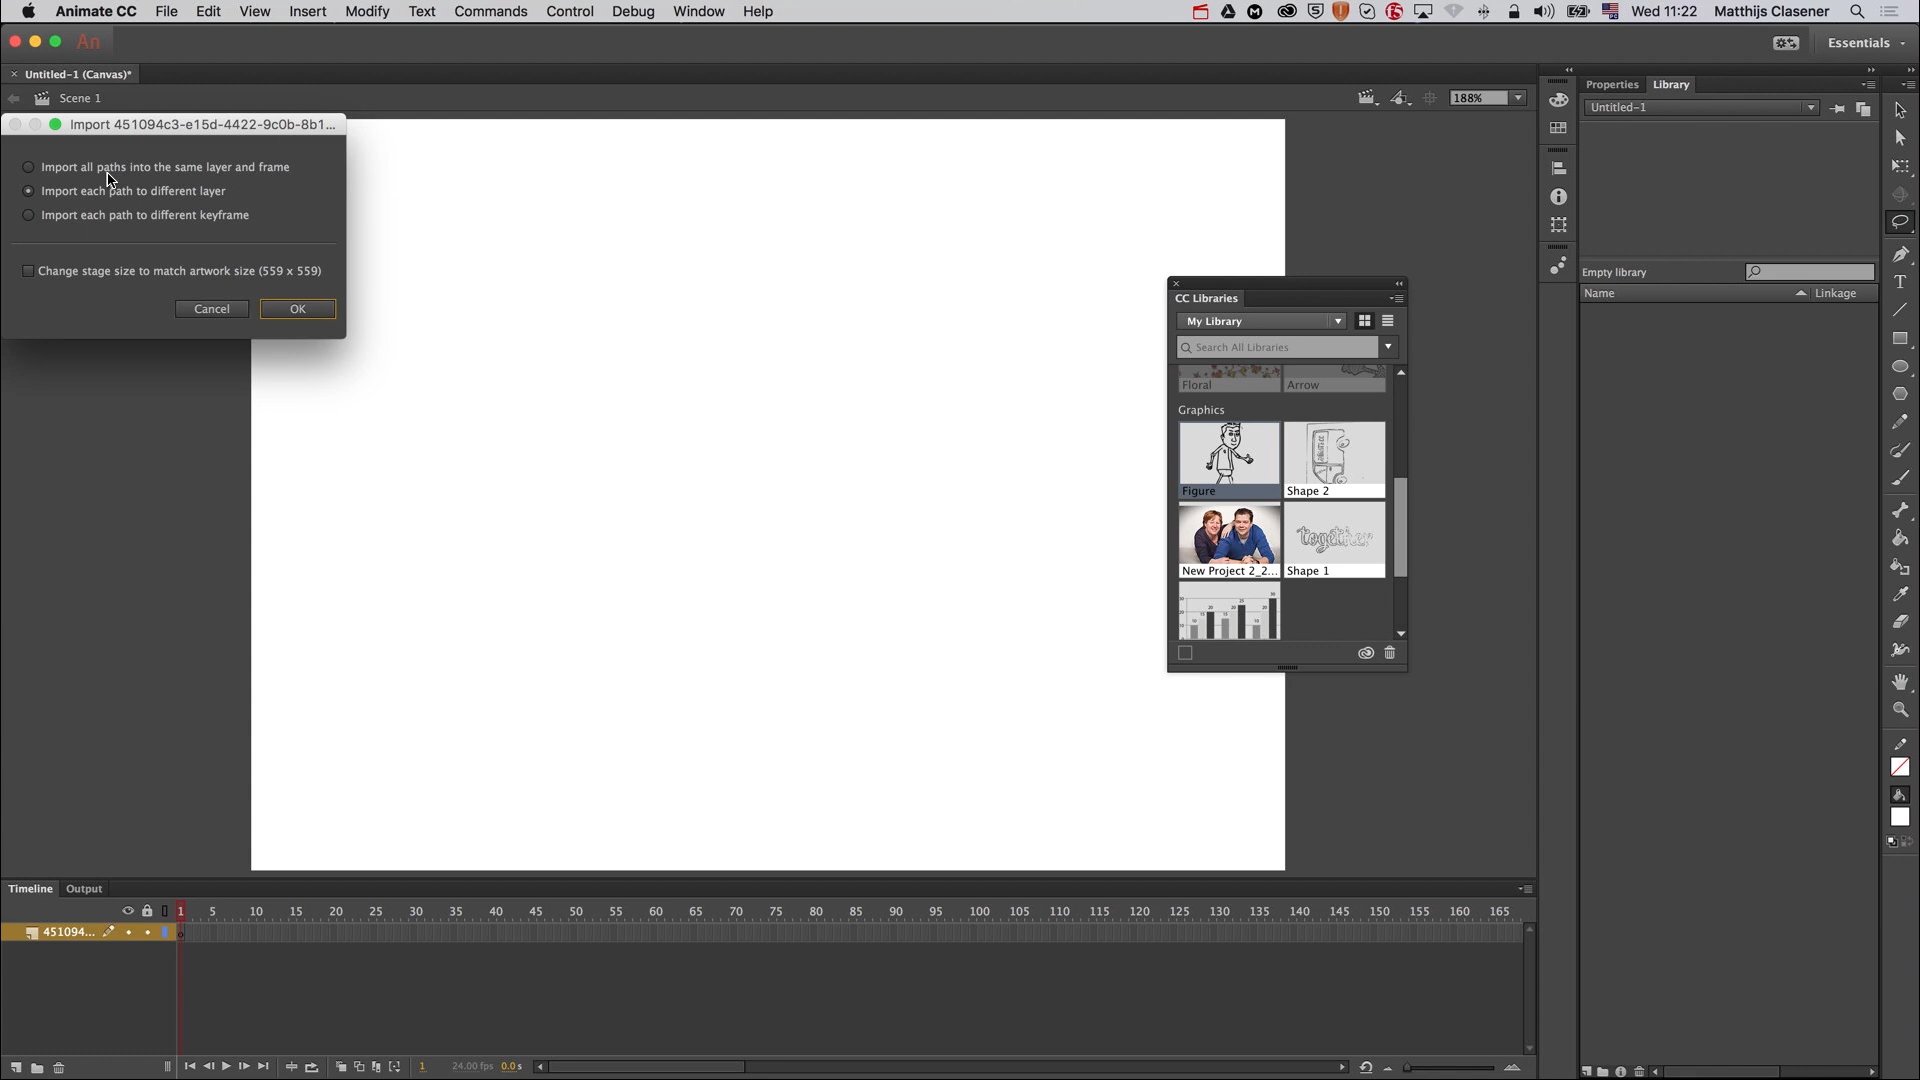 Animate CC File Edit View Insert Modify Text Commands Control Debug Window Help Wed 11:22 Matthijs Clasener
An Essentials
Untitled-1 (Canvas)*
Scene 1 188%
Import 451094c3-e15d-4422-9c0b-8b1...
Import all paths into the same layer and frame
Import each path to different layer
Import each path to different keyframe
Change stage size to match artwork size (559 x 559)
Cancel OK
CC Libraries
My Library
Search All Libraries
Floral Arrow
Graphics
Figure Shape 2
together
New Project 2_2... Shape 1
Properties Library
Untitled-1
Empty library
Name Linkage
Timeline Output
1 5 10 15 20 25 30 35 40 45 50 55 60 65 70 75 80 85 90 95 100 105 110 115 120 125 130 135 140 145 150 155 160 165
451094...
1 24.00 fps 0.0 s